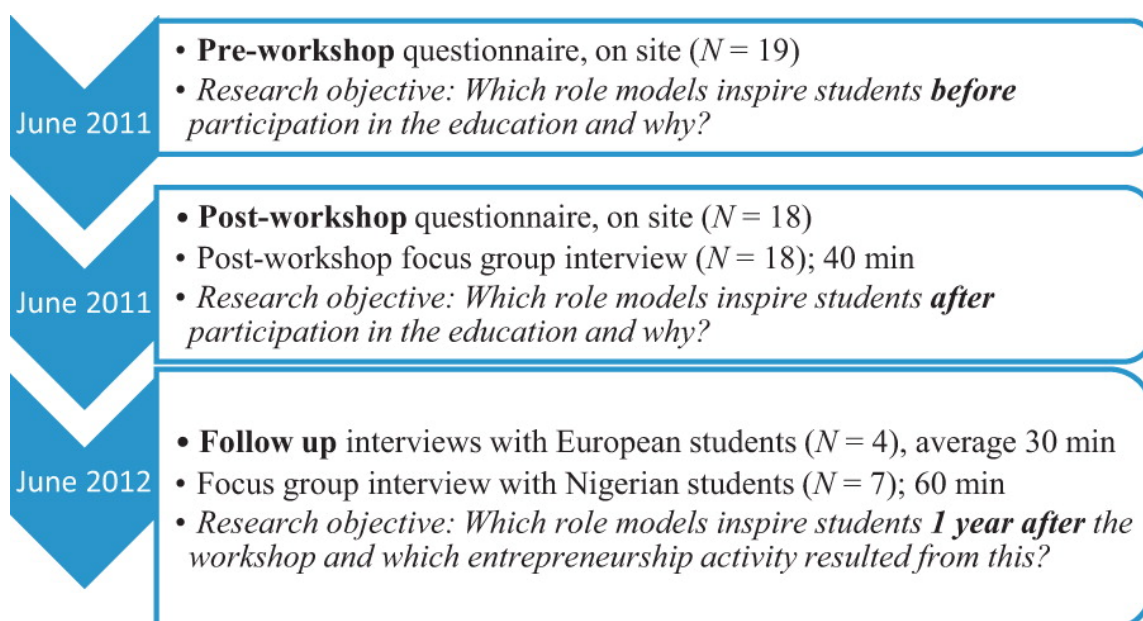 June 2011
• Pre-workshop questionnaire, on site (N = 19)
• Research objective: Which role models inspire students before
participation in the education and why?
June 2011
• Post-workshop questionnaire, on site (N = 18)
• Post-workshop focus group interview (N = 18); 40 min
• Research objective: Which role models inspire students after
participation in the education and why?
June 2012
• Follow up interviews with European students (N = 4), average 30 min
• Focus group interview with Nigerian students (N = 7); 60 min
• Research objective: Which role models inspire students 1 year after the
workshop and which entrepreneurship activity resulted from this?